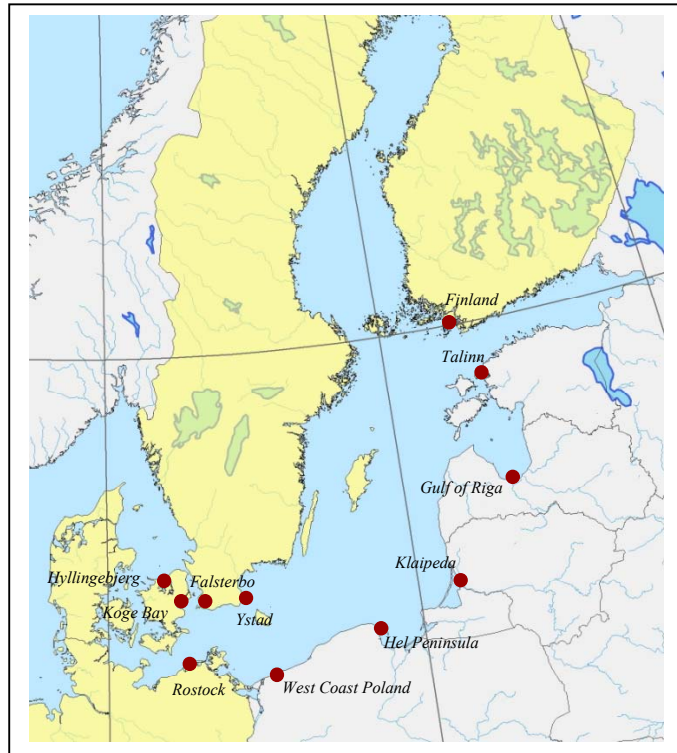 Finland
Talinn
Gulf of Riga
Klaipeda
Hyllingebjerg
Falsterbo
Koge Bay
Ystad
Hel Peninsula
Rostock
West Coast Poland